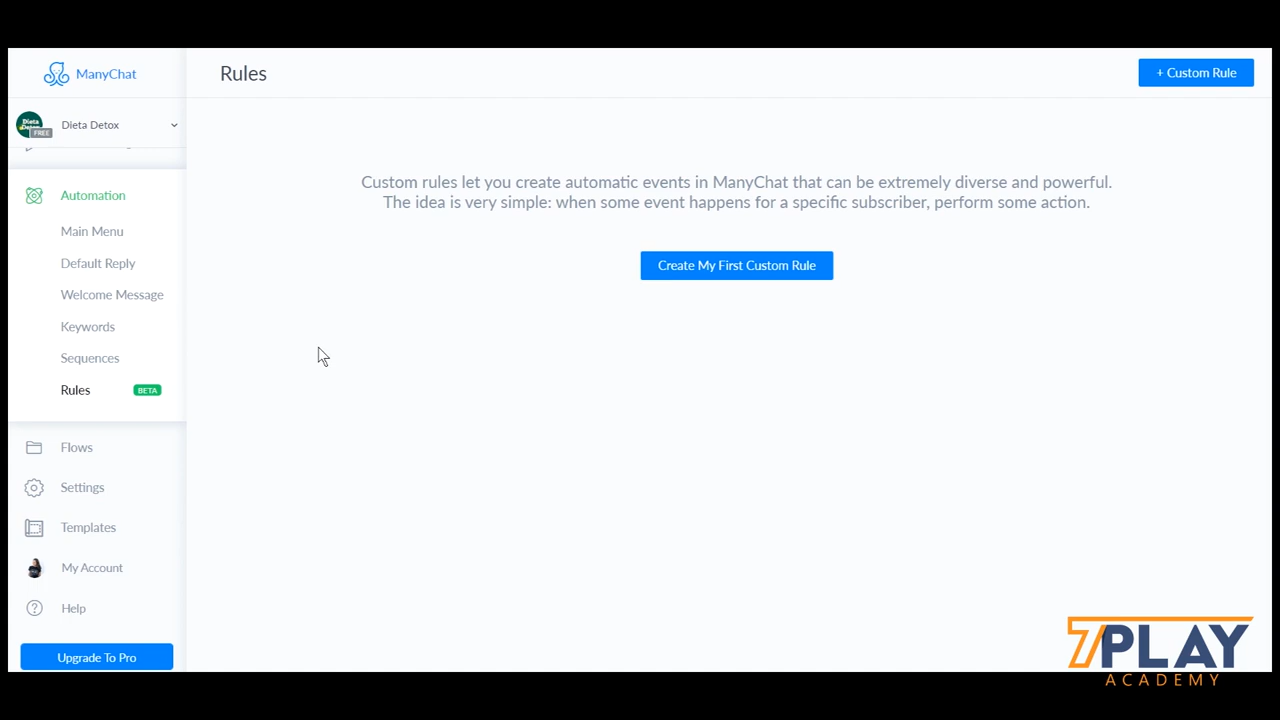 ManyChat
Rules
+ Custom Rule
Dieta
FREE
Dieta Detox
Automation
Main Menu
Default Reply
Welcome Message
Keywords
Sequences
Rules
BETA
Flows
Settings
Templates
My Account
Help
Upgrade To Pro
Custom rules let you create automatic events in ManyChat that can be extremely diverse and powerful.
The idea is very simple: when some event happens for a specific subscriber, perform some action.
Create My First Custom Rule
7PLAY
ACADEMY